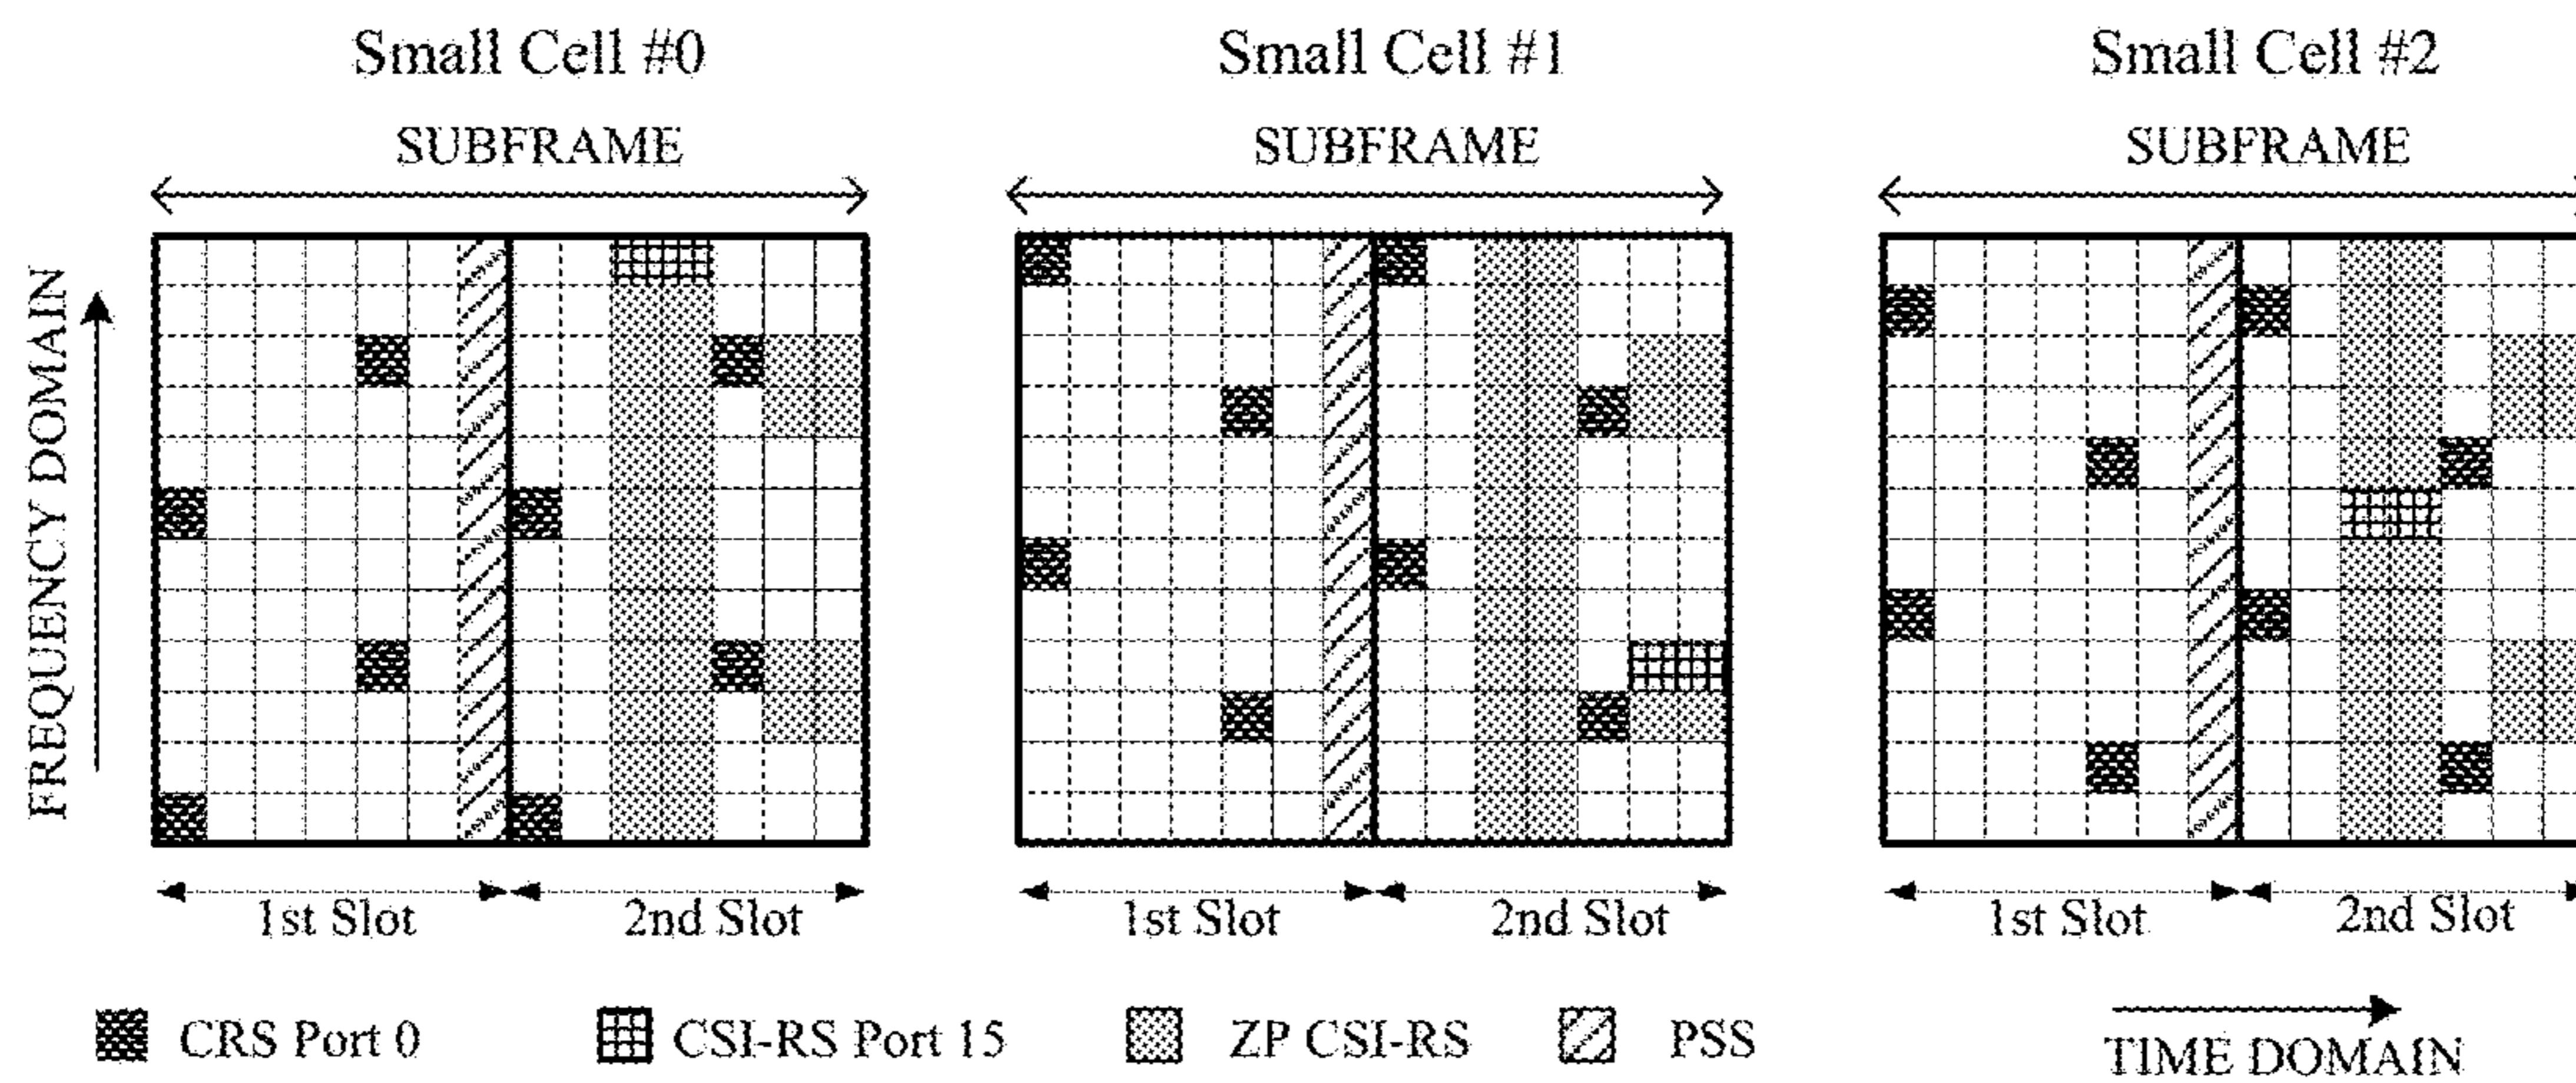 Small Cell #0
Small Cell #1
Small Cell #2
SUBFRAME
SUBFRAME
SUBFRAME
FREQUENCY DOMAIN
1st Slot
2nd Slot
1st Slot
2nd Slot
1st Slot
2nd Slot
CRS Port 0
CSI-RS Port 15
ZP CSI-RS
PSS
TIME DOMAIN